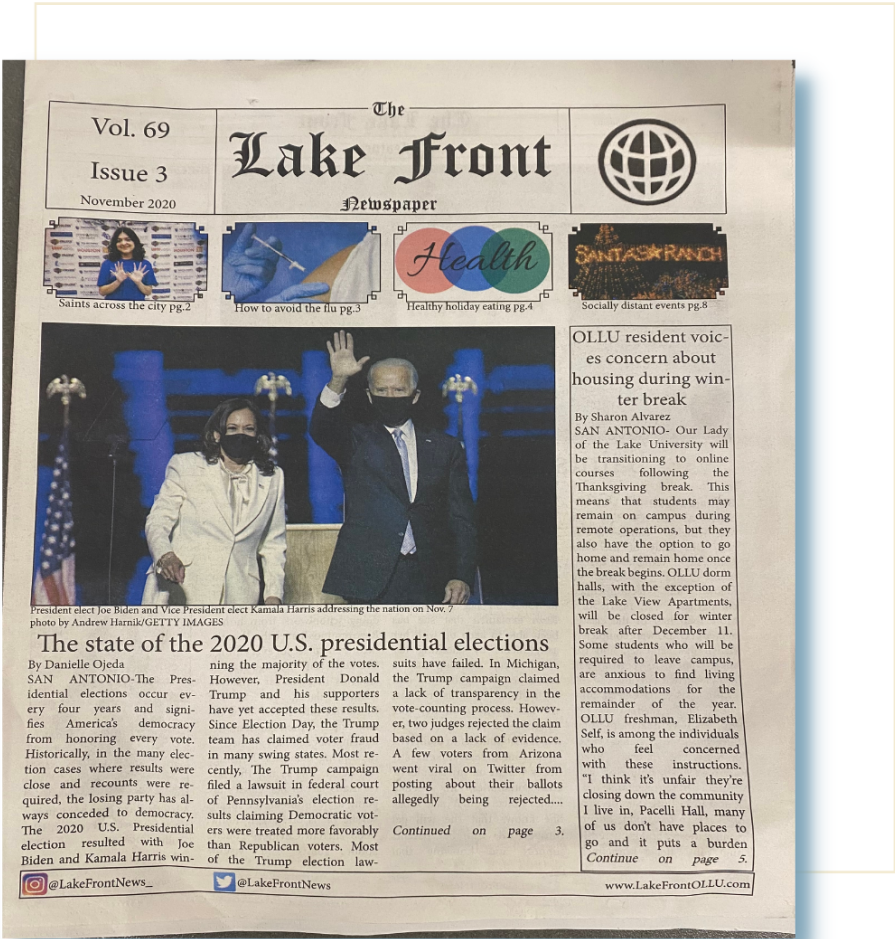 Vol. 69
Issue 3
November 2020
The
Lake Front
Newspaper
SANTA'S RANCH
Health
Saints across the city pg.2
How to avoid the flu pg.3
Healthy holiday eating pg.4
Socially distant events pg.8
President elect Joe Biden and Vice President elect Kamala Harris addressing the nation on Nov. 7
photo by Andrew Harnik/GETTY IMAGES
The state of the 2020 U.S. presidential elections
By Danielle Ojeda
SAN ANTONIO-The Pres-
idential elections occur ev-
ery four years and signi-
fies America's democracy
from honoring every vote.
Historically, in the many elec-
tion cases where results were
close and recounts were re-
quired, the losing party has al-
ways conceded to democracy.
The 2020 U.S. Presidential
election resulted with Joe
Biden and Kamala Harris win-
ning the majority of the votes.
However, President Donald
Trump and his supporters
have yet accepted these results.
Since Election Day, the Trump
team has claimed voter fraud
in many swing states. Most re-
cently, The Trump campaign
filed a lawsuit in federal court
of Pennsylvania's election re-
sults claiming Democratic vot-
ers were treated more favorably
than Republican voters. Most
of the Trump election law-
suits have failed. In Michigan,
the Trump campaign claimed
a lack of transparency in the
vote-counting process. Howev-
er, two judges rejected the claim
based on a lack of evidence.
A few voters from Arizona
went viral on Twitter from
posting about their ballots
allegedly being rejected....
Continued on page 3.
OLLU resident voic-
es concern about
housing during win-
ter break
By Sharon Alvarez
SAN ANTONIO- Our Lady
of the Lake University will
be transitioning to online
courses following the
Thanksgiving break. This
means that students may
remain on campus during
remote operations, but they
also have the option to go
home and remain home once
the break begins. OLLU dorm
halls, with the exception of
the Lake View Apartments,
will be closed for winter
break after December 11.
Some students who will be
required to leave campus,
are anxious to find living
accommodations for the
remainder of the year.
OLLU freshman, Elizabeth
Self, is among the individuals
who feel concerned
with these instructions.
"I think it's unfair they're
closing down the community
I live in, Pacelli Hall, many
of us don't have places to
go and it puts a burden
Continue on page 5.
@LakeFrontNews_
@LakeFrontNews
www.LakeFrontOLLU.com